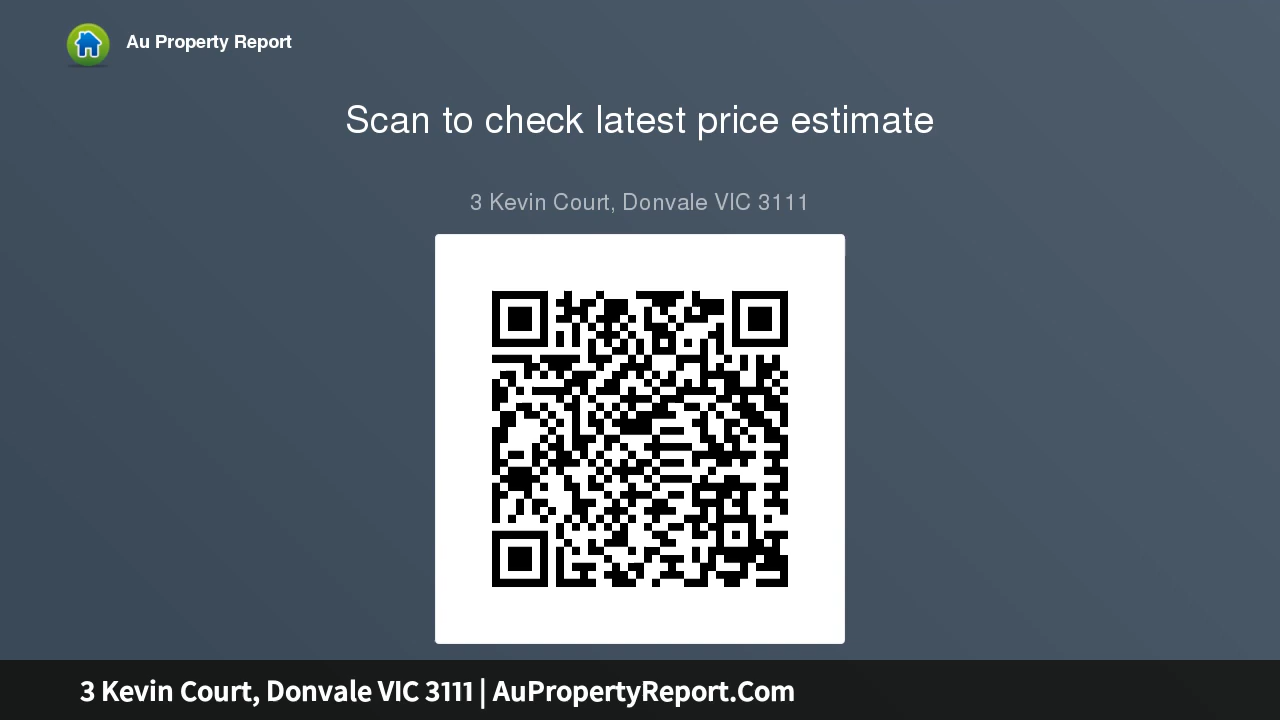 Au Property Report
Scan to check latest price estimate
3 Kevin Court, Donvale VIC 3111
3 Kevin Court, Donvale VIC 3111 | AuPropertyReport.Com